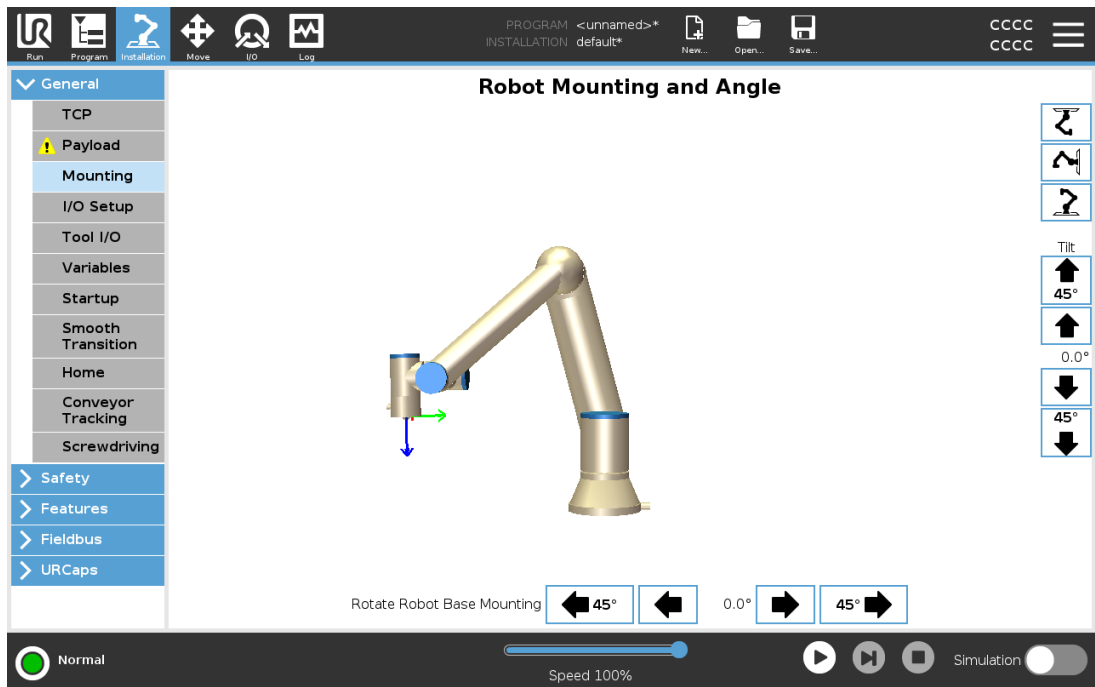 PROGRAM <unnamed>*
INSTALLATION default*
Run Program Installation Move I/O Log New... Open... Save...
CCCC
CCCC
General
Robot Mounting and Angle
TCP
Payload
Mounting
I/O Setup
Tool I/O
Variables
Startup
Smooth
Transition
Home
Conveyor
Tracking
Screwdriving
Safety
Features
Fieldbus
URCaps
Tilt
45°
0.0°
45°
Rotate Robot Base Mounting 45° 0.0° 45°
Normal
Speed 100%
Simulation